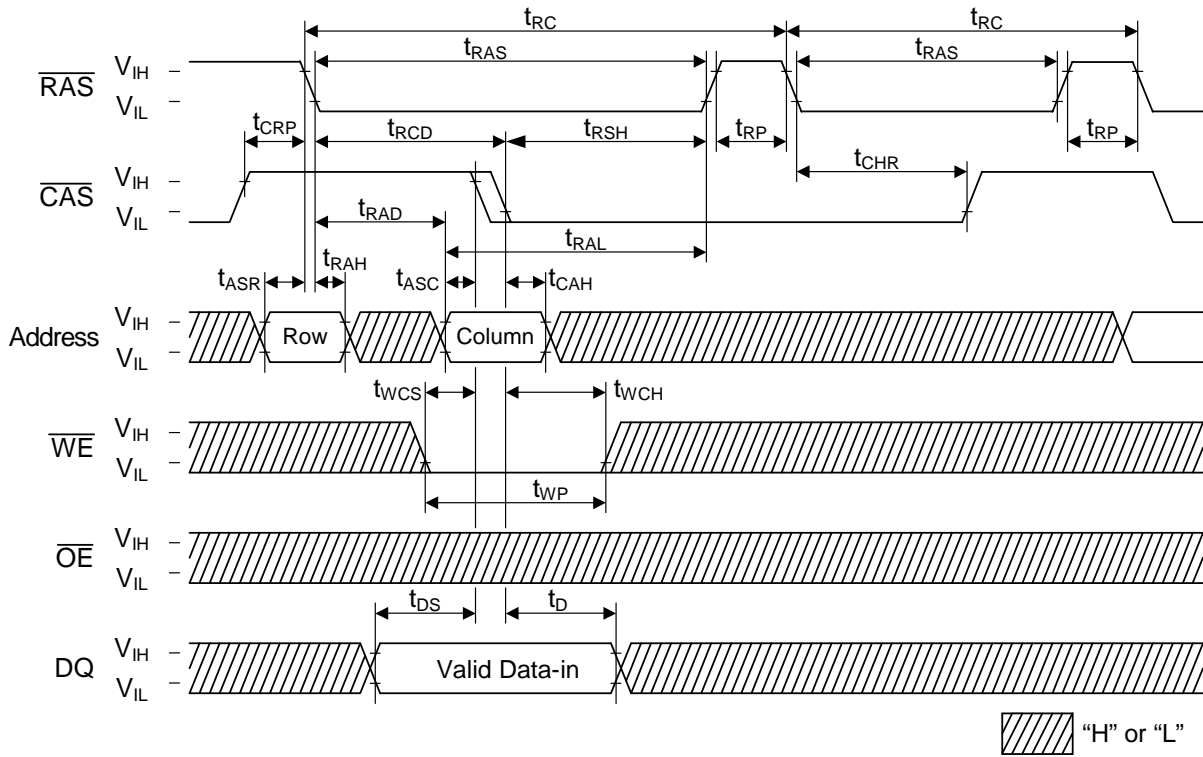 tRC tRC
tRAS tRAS
RAS VIH
VIL
tCRP tRCD tRSH tRP tCHR tRP
CAS VIH
VIL
tRAD
tRAL
tASR tRAH tASC tCAH
Address VIH
VIL
Row Column
tWCS tWCH
WE VIH
VIL
tWP
OE VIH
VIL
tDS tD
DQ VIH
VIL
Valid Data-in
“H” or “L”